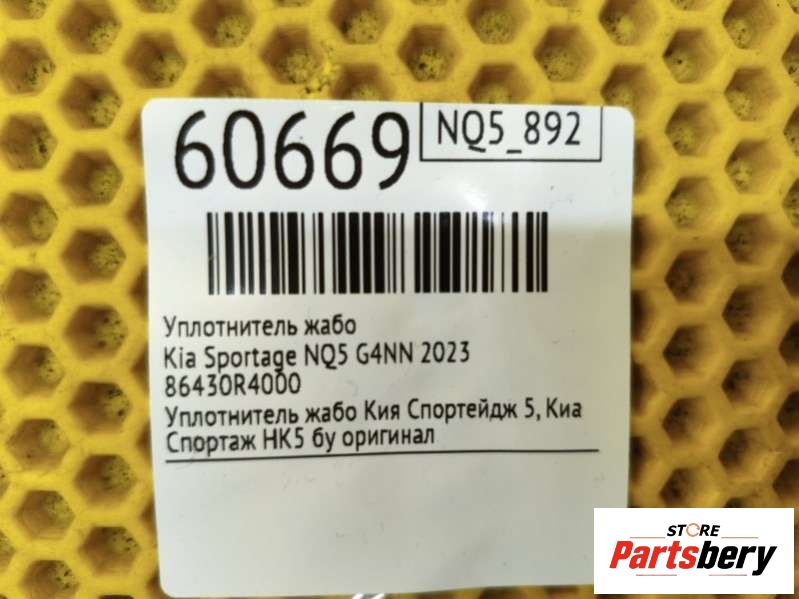 60669
NQ5_892
Уплотнитель жабо
Kia Sportage NQ5 G4NN 2023
86430R4000
Уплотнитель жабо Кия Спортейдж 5, Киа
Спортаж НК5 бу оригинал
STORE
Partsbery